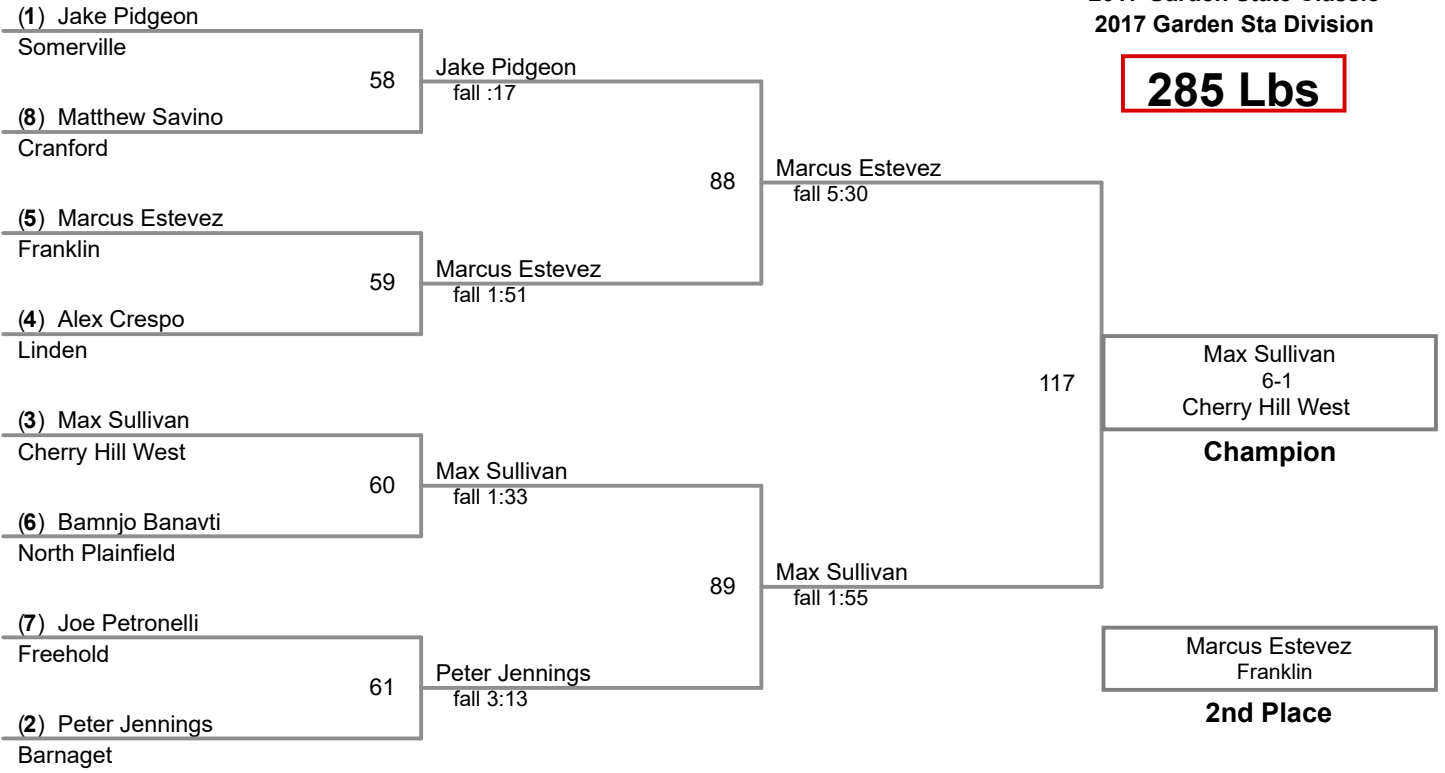 2017 Garden State Classic
2017 Garden Sta Division
285 Lbs
(1) Jake Pidgeon
Somerville
58
(8) Matthew Savino
Cranford
Jake Pidgeon
fall :17
(5) Marcus Estevez
Franklin
59
(4) Alex Crespo
Linden
Marcus Estevez
fall 1:51
88
Marcus Estevez
fall 5:30
(3) Max Sullivan
Cherry Hill West
60
(6) Bamnjo Banavti
North Plainfield
Max Sullivan
fall 1:33
(7) Joe Petronelli
Freehold
61
(2) Peter Jennings
Barnaget
Peter Jennings
fall 3:13
89
Max Sullivan
fall 1:55
117
Max Sullivan
6-1
Cherry Hill West
Champion
Marcus Estevez
Franklin
2nd Place